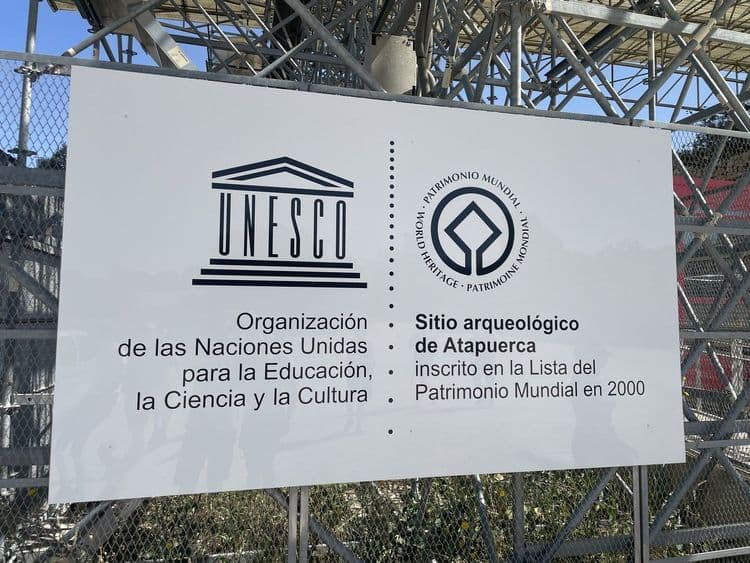 UNESCO
Organización
de las Naciones Unidas
para la Educación,
la Ciencia y la Cultura
PATRIMONIO MUNDIAL · WORLD HERITAGE · PATRIMOINE MONDIAL ·
Sitio arqueológico
de Atapuerca
inscrito en la Lista del
Patrimonio Mundial en 2000